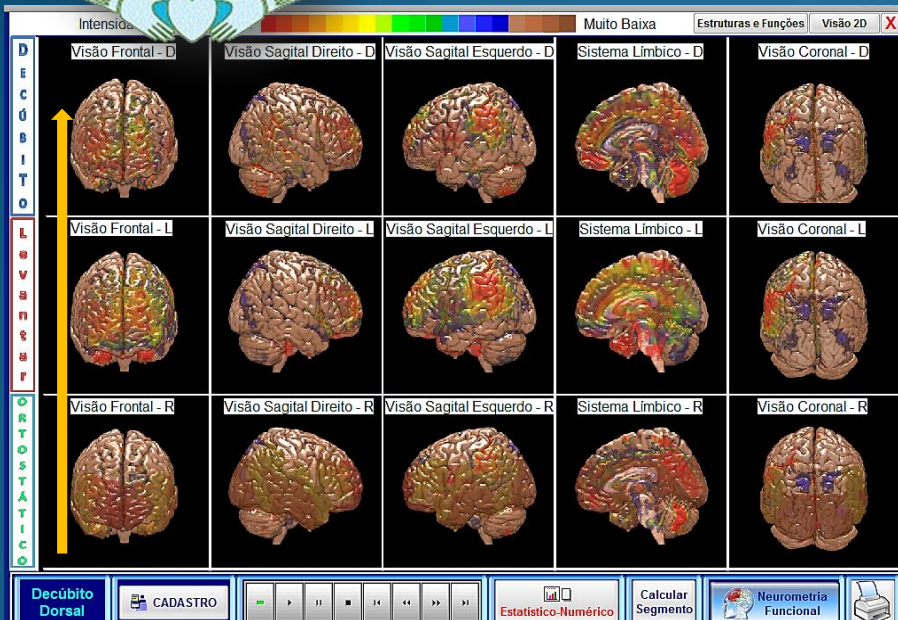 Intensida
Muito Baixa
Estruturas e Funções
Visão 2D
X
DECÚBITO
Visão Frontal - D
Visão Sagital Direito - D
Visão Sagital Esquerdo - D
Sistema Límbico - D
Visão Coronal - D
Levantar
Visão Frontal - L
Visão Sagital Direito - L
Visão Sagital Esquerdo - L
Sistema Límbico - L
Visão Coronal - L
ORTOSTÁTICO
Visão Frontal - R
Visão Sagital Direito - R
Visão Sagital Esquerdo - R
Sistema Límbico - R
Visão Coronal - R
Decúbito
Dorsal
CADASTRO
Estatístico-Numérico
Calcular
Segmento
Neurometria
Funcional